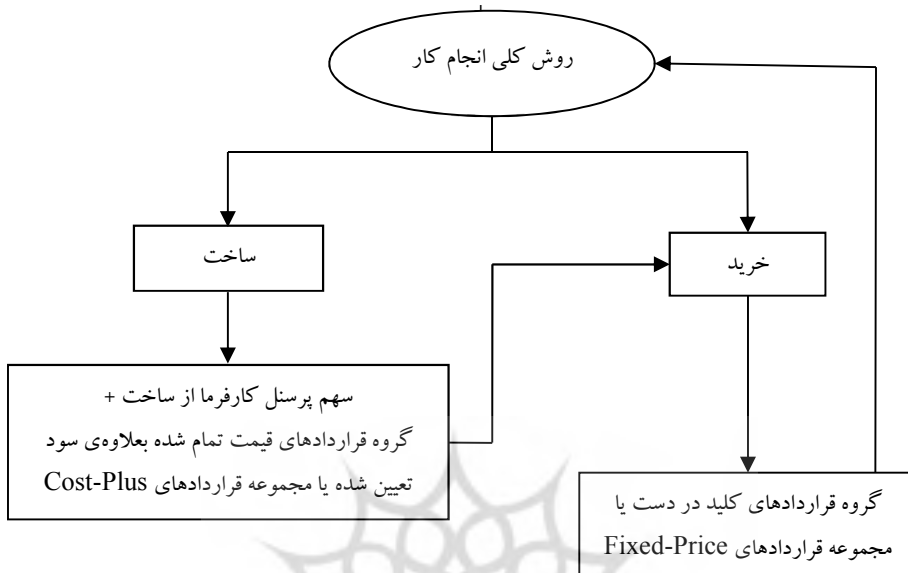 روش کلی انجام کار
ساخت
خرید
سهم پرسنل کارفرما از ساخت +
گروه قراردادهای قیمت تمام شده بعلاوه‌ی سود
تعیین شده یا مجموعه قراردادهای Cost-Plus
گروه قراردادهای کلید در دست یا
مجموعه قراردادهای Fixed-Price